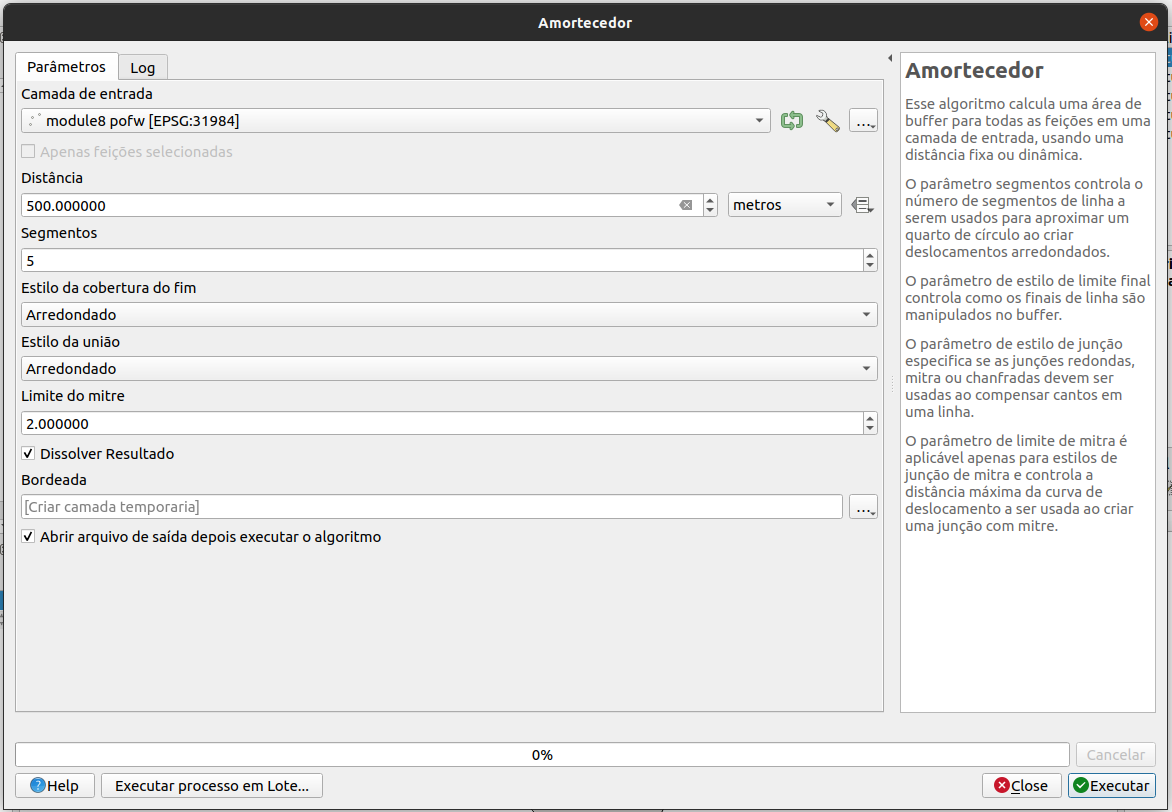 Amortecedor
Parâmetros
Log
Camada de entrada
module8 pofw [EPSG:31984]
...
Apenas feições selecionadas
Distância
500.000000
metros
Segmentos
5
Estilo da cobertura do fim
Arredondado
Estilo da união
Arredondado
Limite do mitre
2.000000
Dissolver Resultado
Bordeada
[Criar camada temporaria]
...
Abrir arquivo de saída depois executar o algoritmo
Amortecedor
Esse algoritmo calcula uma área de
buffer para todas as feições em uma
camada de entrada, usando uma
distância fixa ou dinâmica.
O parâmetro segmentos controla o
número de segmentos de linha a
serem usados para aproximar um
quarto de círculo ao criar
deslocamentos arredondados.
O parâmetro de estilo de limite final
controla como os finais de linha são
manipulados no buffer.
O parâmetro de estilo de junção
especifica se as junções redondas,
mitra ou chanfradas devem ser
usadas ao compensar cantos em
uma linha.
O parâmetro de limite de mitra é
aplicável apenas para estilos de
junção de mitra e controla a
distância máxima da curva de
deslocamento a ser usada ao criar
uma junção com mitre.
0%
Cancelar
Help
Executar processo em Lote...
Close
Executar